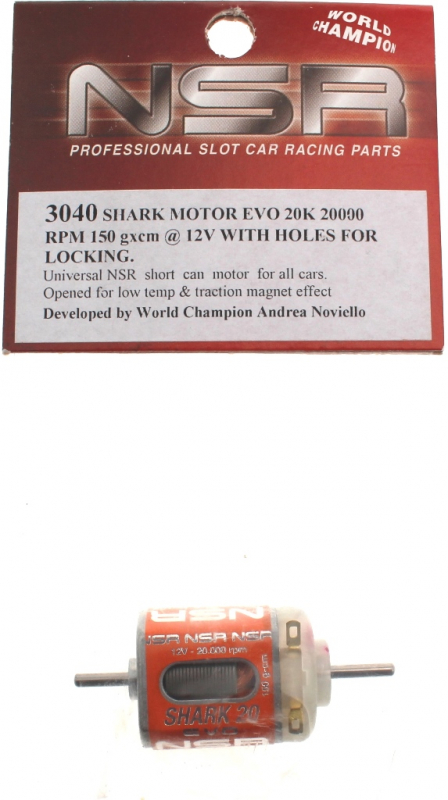 WORLD
CHAMPION
NSR
PROFESSIONAL SLOT CAR RACING PARTS
3040 SHARK MOTOR EVO 20K 20000
RPM 150 gxcm @ 12V WITH HOLES FOR
LOCKING.
Universal NSR short can motor for all cars.
Opened for low temp & traction magnet effect
Developed by World Champion Andrea Noviello
NSR
NSR NSR NSR
12V - 20.000 rpm
SHARK 20
NSR